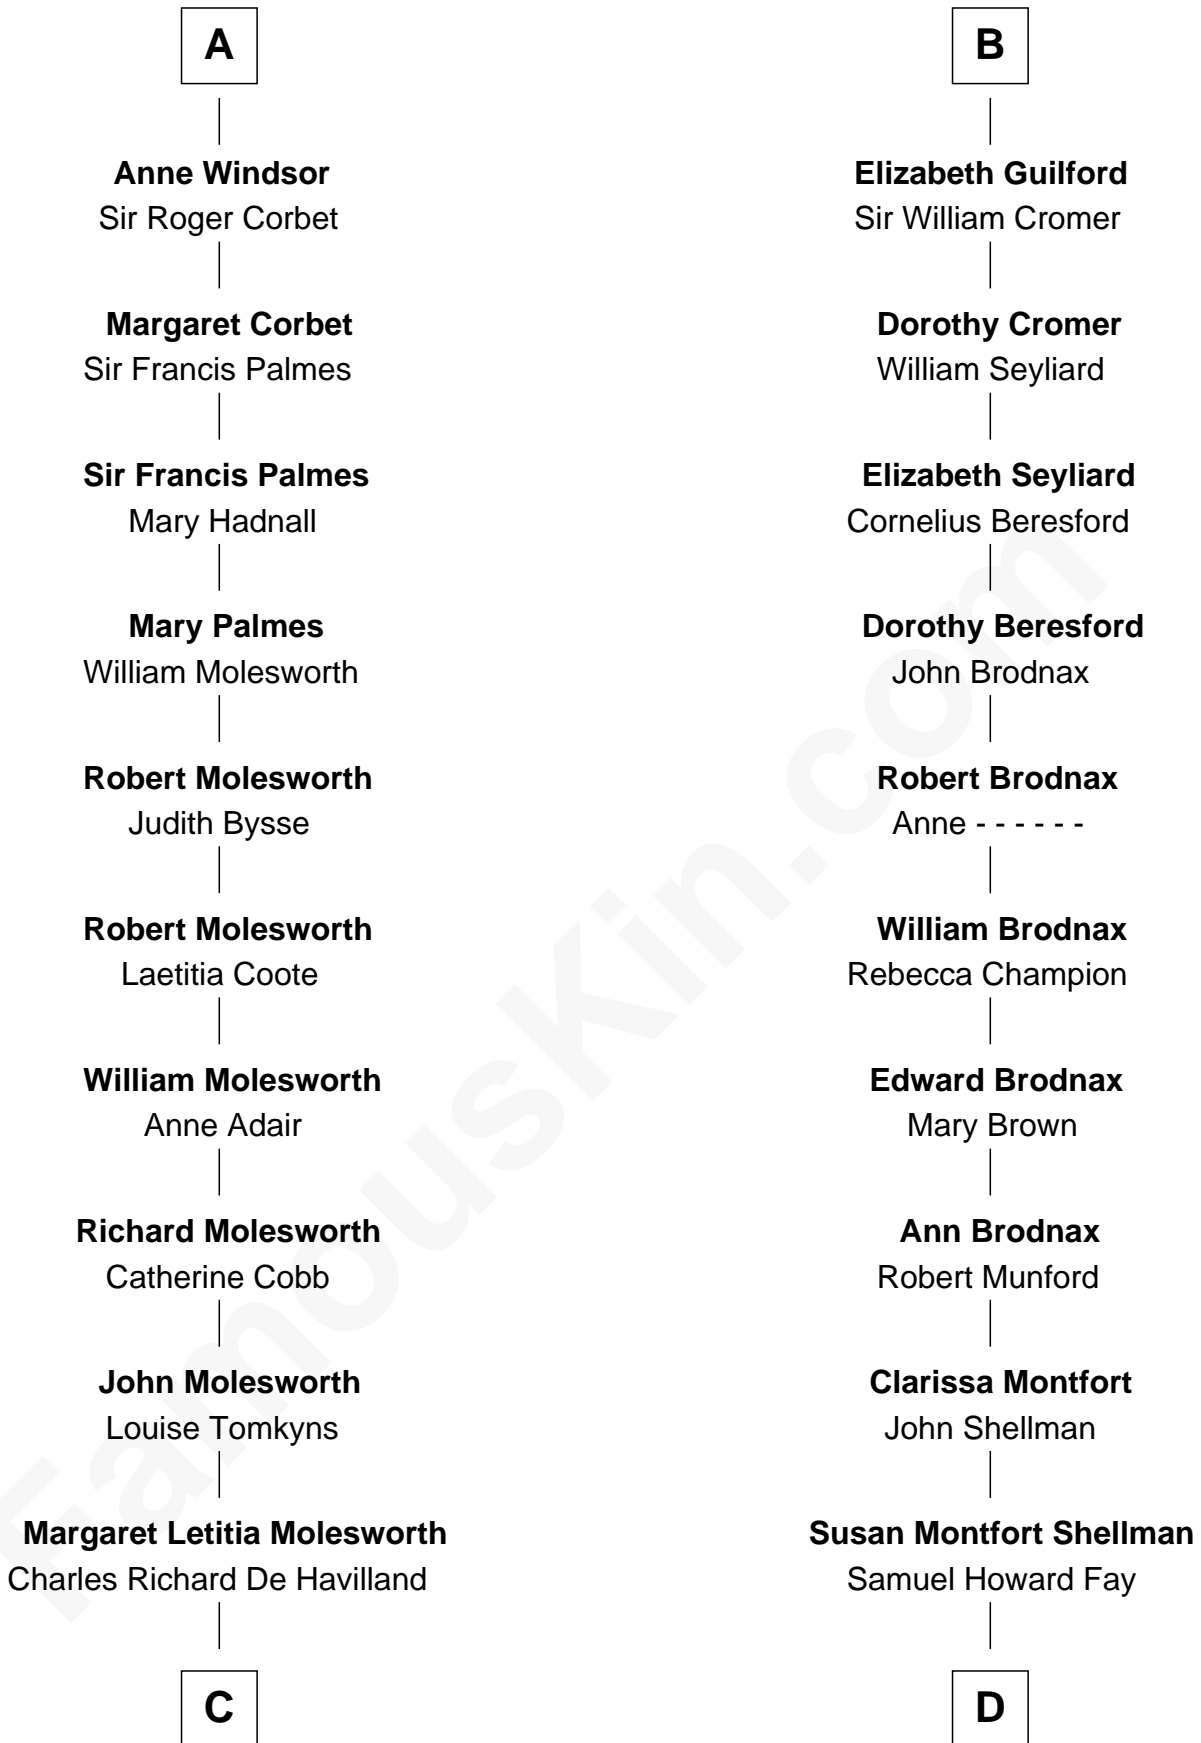 A
Anne Windsor
Sir Roger Corbet
Margaret Corbet
Sir Francis Palmes
Sir Francis Palmes
Mary Hadnall
Mary Palmes
William Molesworth
Robert Molesworth
Judith Bysse
Robert Molesworth
Laetitia Coote
William Molesworth
Anne Adair
Richard Molesworth
Catherine Cobb
John Molesworth
Louise Tomkyns
Margaret Letitia Molesworth
Charles Richard De Havilland
C
B
Elizabeth Guilford
Sir William Cromer
Dorothy Cromer
William Seyliard
Elizabeth Seyliard
Cornelius Beresford
Dorothy Beresford
John Brodnax
Robert Brodnax
Anne - - - - - -
William Brodnax
Rebecca Champion
Edward Brodnax
Mary Brown
Ann Brodnax
Robert Munford
Clarissa Montfort
John Shellman
Susan Montfort Shellman
Samuel Howard Fay
D
FamousKin.com